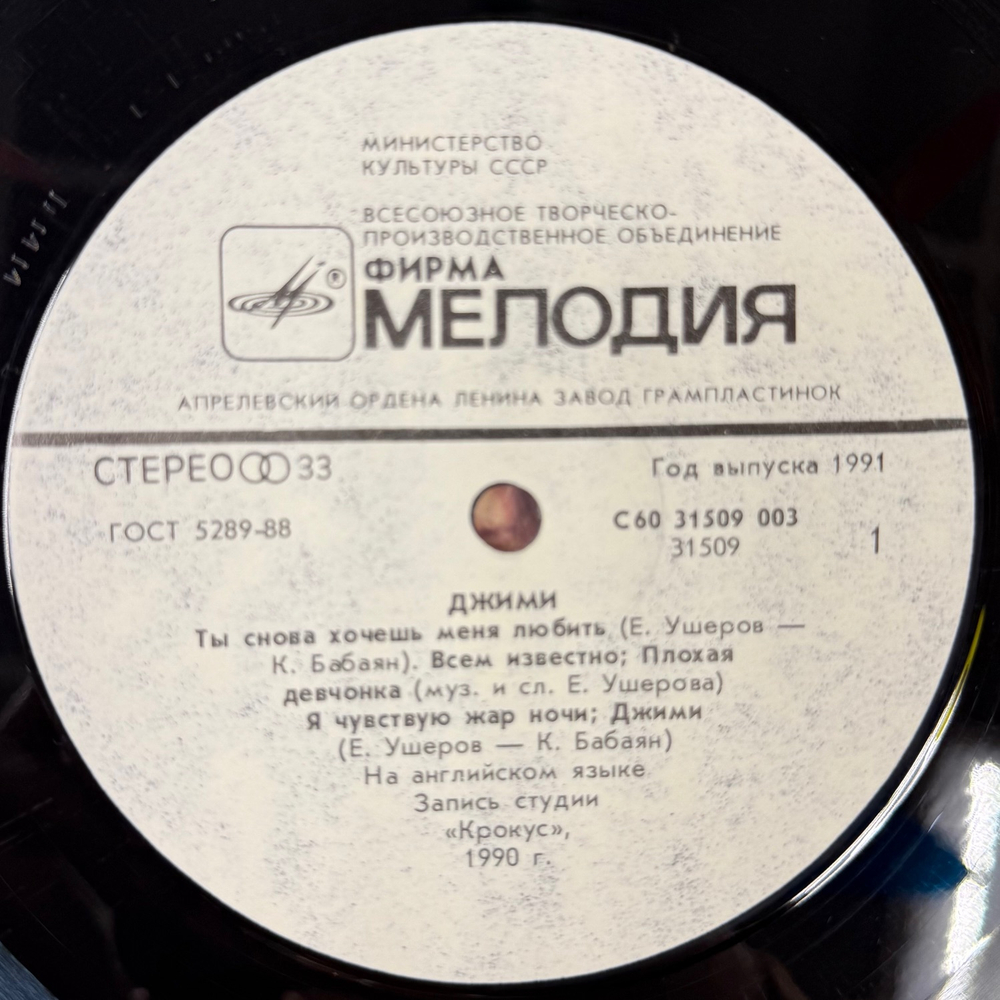 МИНИСТЕРСТВО
КУЛЬТУРЫ СССР
ВСЕСОЮЗНОЕ ТВОРЧЕСКО-
ПРОИЗВОДСТВЕННОЕ ОБЪЕДИНЕНИЕ
®
ФИРМА
МЕЛОДИЯ
АПРЕЛЕВСКИЙ ОРДЕНА ЛЕНИНА ЗАВОД ГРАМПЛАСТИНОК
СТЕРЕО 33
Год выпуска 1991
ГОСТ 5289-88
С60 31509 003
31509
1
ДЖИМИ
Ты снова хочешь меня любить (Е. Ушеров —
К. Бабаян). Всем известно; Плохая
девчонка (муз. и сл. Е. Ушерова)
Я чувствую жар ночи; Джими
(Е. Ушеров — К. Бабаян)
На английском языке
Запись студии
«Крокус»,
1990 г.